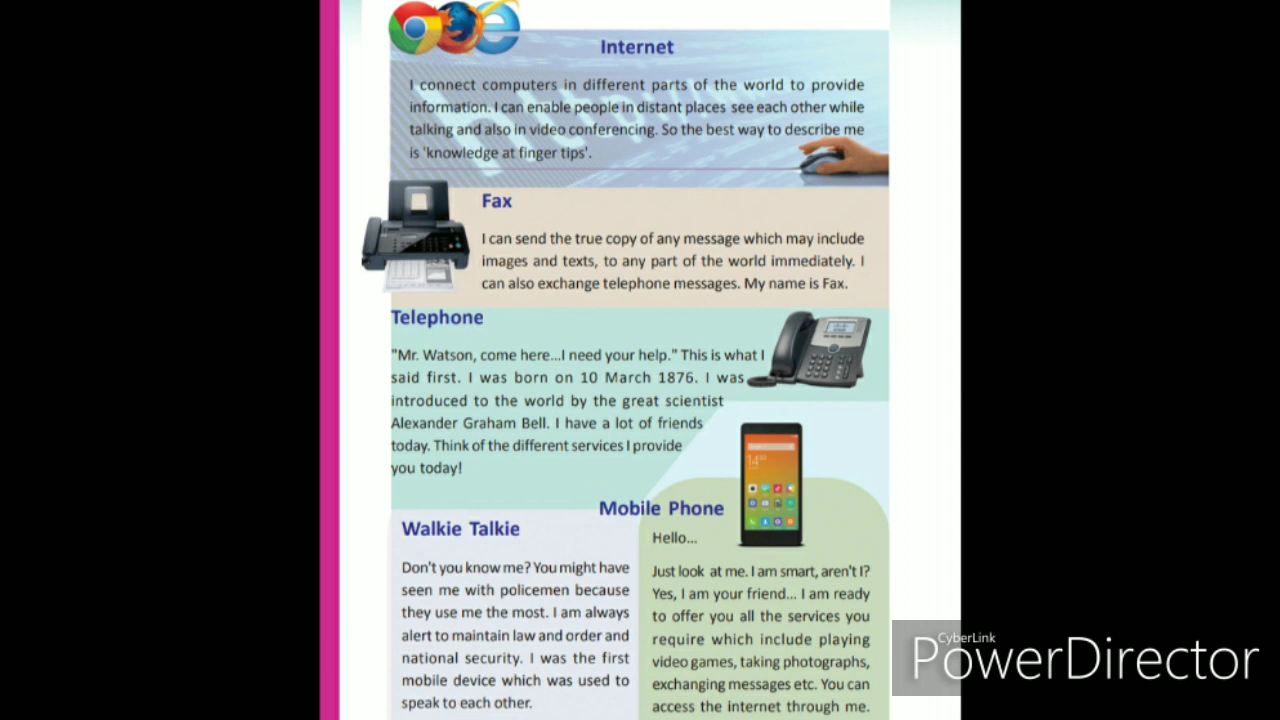 Internet
I connect computers in different parts of the world to provide
information. I can enable people in distant places see each other while
talking and also in video conferencing. So the best way to describe me
is 'knowledge at finger tips'.
Fax
I can send the true copy of any message which may include
images and texts, to any part of the world immediately. I
can also exchange telephone messages. My name is Fax.
Telephone
"Mr. Watson, come here...I need your help." This is what I
said first. I was born on 10 March 1876. I was
introduced to the world by the great scientist
Alexander Graham Bell. I have a lot of friends
today. Think of the different services I provide
you today!
Walkie Talkie
Don't you know me? You might have
seen me with policemen because
they use me the most. I am always
alert to maintain law and order and
national security. I was the first
mobile device which was used to
speak to each other.
Mobile Phone
Hello...
Just look at me. I am smart, aren't I?
Yes, I am your friend... I am ready
to offer you all the services you
require which include playing
video games, taking photographs,
exchanging messages etc. You can
access the internet through me.
CyberLink
PowerDirector